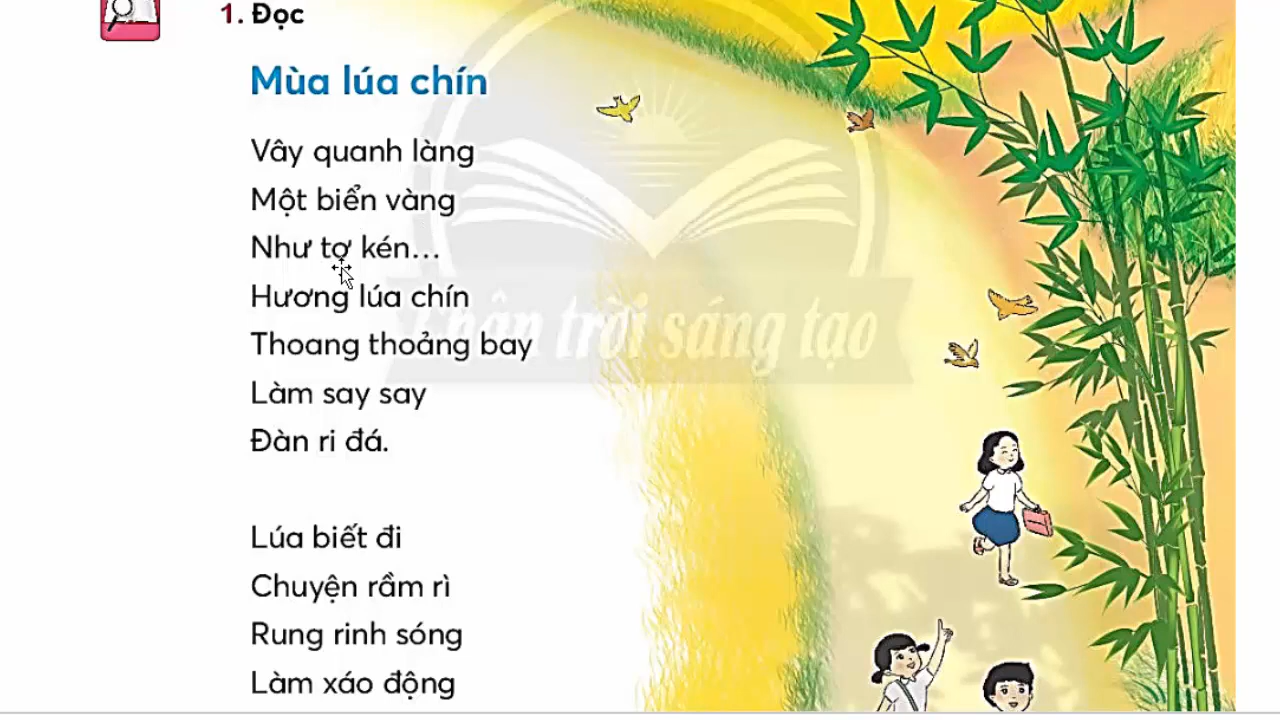 1. Đọc
Mùa lúa chín
Vây quanh làng
Một biển vàng
Như tơ kén...
Hương lúa chín
Thoang thoảng bay
Làm say say
Đàn ri đá.
Lúa biết đi
Chuyện rầm rì
Rung rinh sóng
Làm xáo động
Chân trời sáng tạo